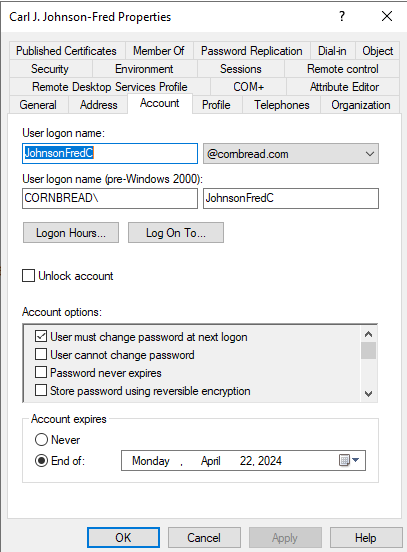 Carl J. Johnson-Fred Properties
Published Certificates Member Of Password Replication Dial-in Object
Security Environment Sessions Remote control
Remote Desktop Services Profile COM+ Attribute Editor
General Address Account Profile Telephones Organization
User logon name:
JohnsonFredC @cornbread.com
User logon name (pre-Windows 2000):
CORNBREAD\ JohnsonFredC
Logon Hours... Log On To...
Unlock account
Account options:
User must change password at next logon
User cannot change password
Password never expires
Store password using reversible encryption
Account expires
Never
End of: Monday , April 22, 2024
OK Cancel Apply Help